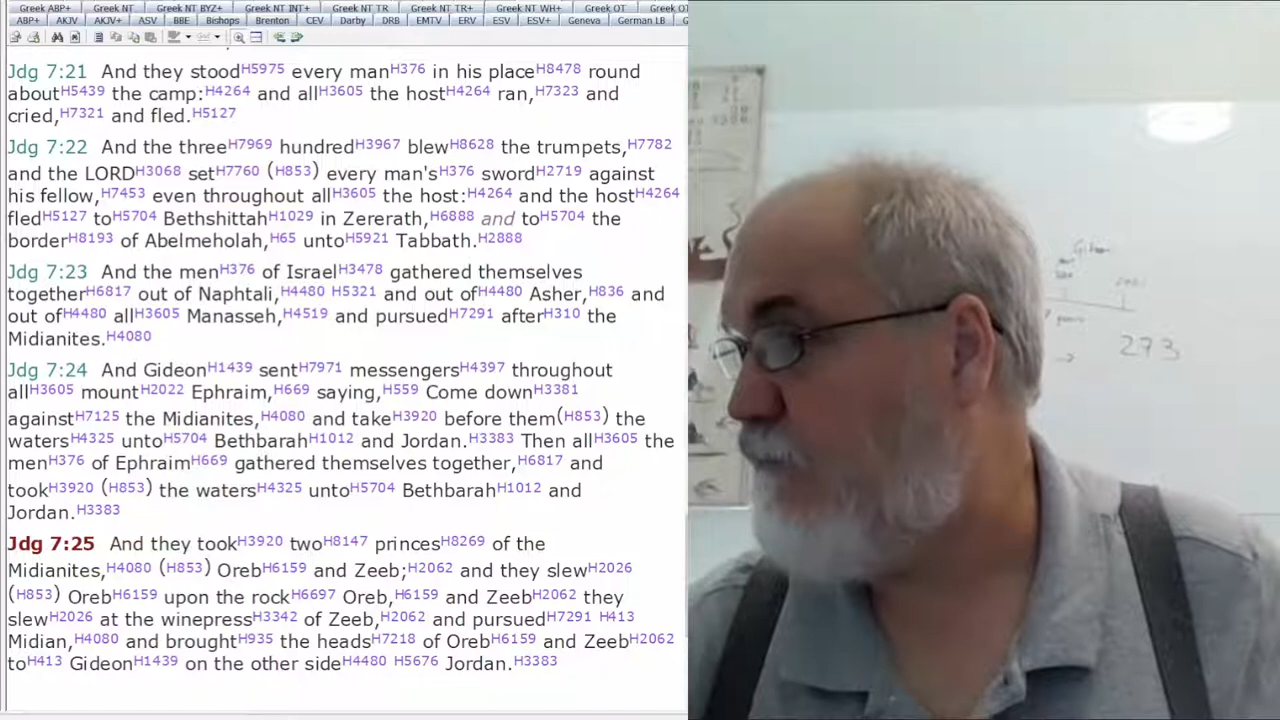 Greek ABP+ Greek NT Greek NT BYZ+ Greek NT INT+ Greek NT TR Greek NT TR+ Greek NT WH+ Greek OT Greek OT
ABP+ AKJV AKJV+ ASV BBE Bishops Brenton CEV Darby DRB EMTV ERV ESV ESV+ Geneva German LB G
Jdg 7:21 And they stoodH5975 every manH376 in his placeH8478 round
aboutH5439 the camp:H4264 and allH3605 the hostH4264 ran,H7323 and
cried,H7321 and fled.H5127
Jdg 7:22 And the threeH7969 hundredH3967 blewH8628 the trumpets,H7782
and the LORDH3068 setH7760 (H853) every man'sH376 swordH2719 against
his fellow,H7453 even throughout allH3605 the host:H4264 and the hostH4264
fledH5127 toH5704 BethshittahH1029 in Zererath,H6888 and toH5704 the
borderH8193 of Abelmeholah,H65 untoH5921 Tabbath.H2888
Jdg 7:23 And the menH376 of IsraelH3478 gathered themselves
togetherH6817 out of Naphtali,H4480 H5321 and out ofH4480 Asher,H836 and
out ofH4480 allH3605 Manasseh,H4519 and pursuedH7291 afterH310 the
Midianites.H4080
Jdg 7:24 And GideonH1439 sentH7971 messengersH4397 throughout
allH3605 mountH2022 Ephraim,H669 saying,H559 Come downH3381
againstH7125 the Midianites,H4080 and takeH3920 before them(H853) the
watersH4325 untoH5704 BethbarahH1012 and Jordan.H3383 Then allH3605 the
menH376 of EphraimH669 gathered themselves together,H6817 and
tookH3920 (H853) the watersH4325 untoH5704 BethbarahH1012 and
Jordan.H3383
Jdg 7:25 And they tookH3920 twoH8147 princesH8269 of the
Midianites,H4080 (H853) OrebH6159 and Zeeb;H2062 and they slewH2026
(H853) OrebH6159 upon the rockH6697 Oreb,H6159 and ZeebH2062 they
slewH2026 at the winepressH3342 of Zeeb,H2062 and pursuedH7291 H413
Midian,H4080 and broughtH935 the headsH7218 of OrebH6159 and ZeebH2062
toH413 GideonH1439 on the other sideH4480 H5676 Jordan.H3383
years
273